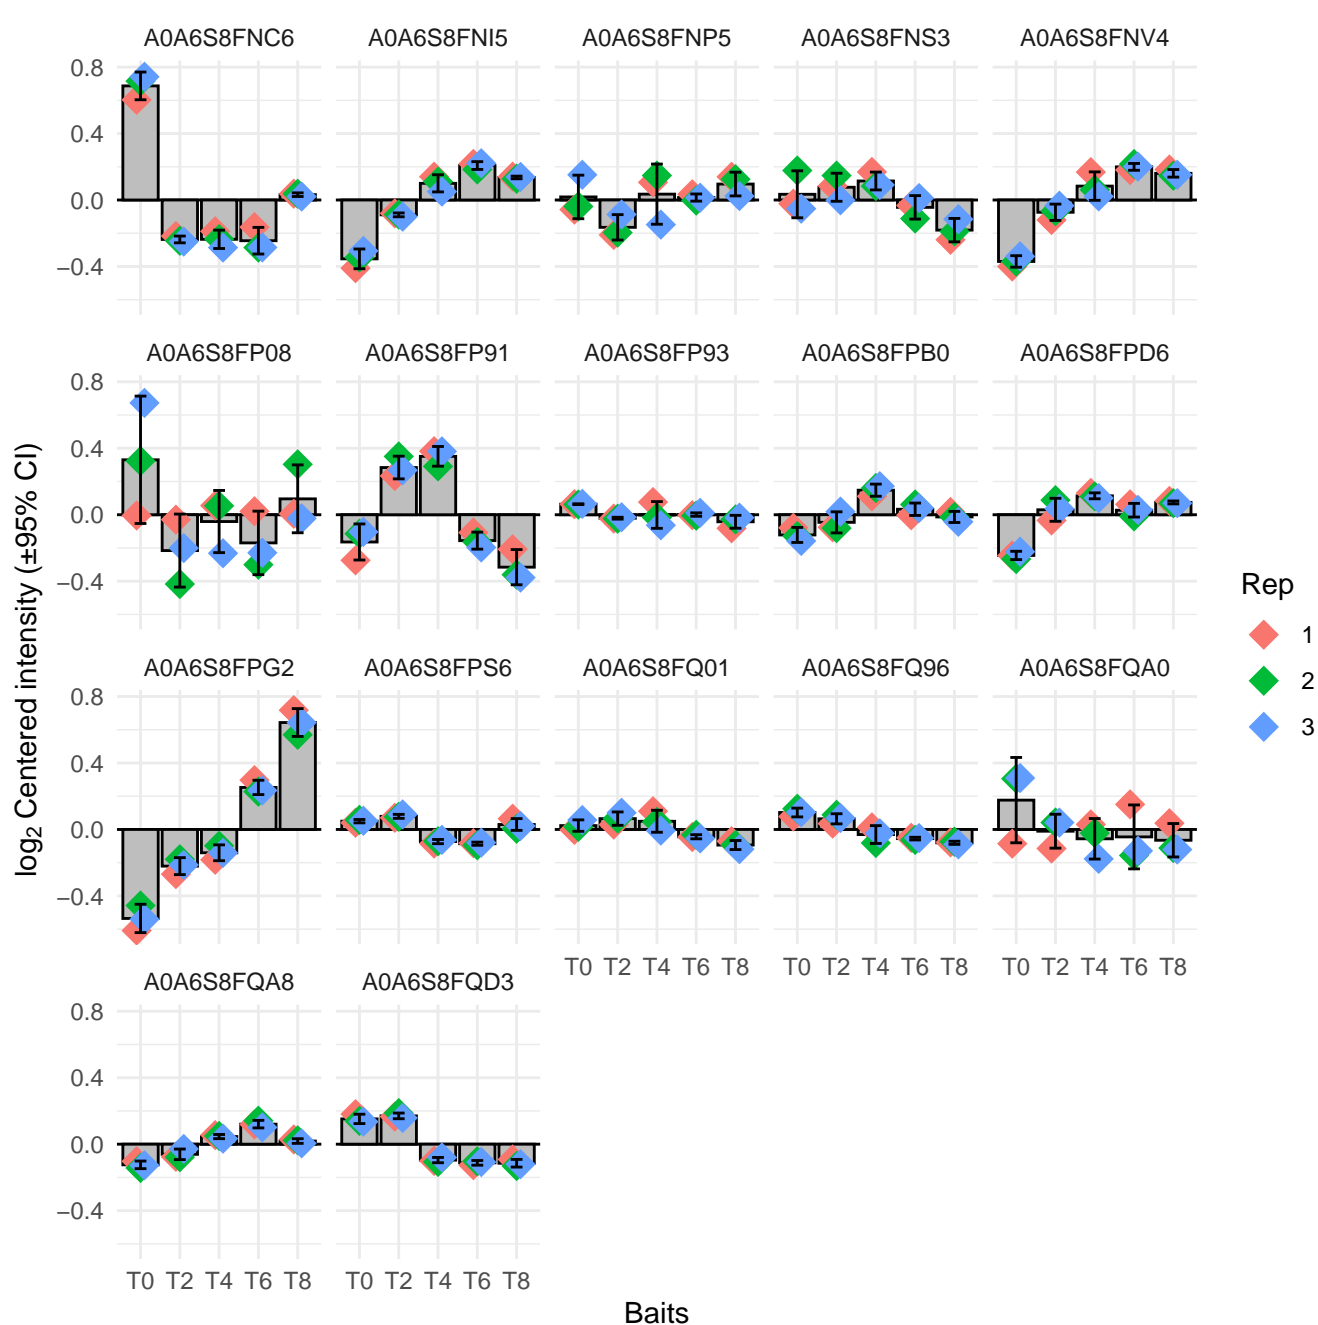 A0A6S8FNC6 A0A6S8FNI5 A0A6S8FNP5 A0A6S8FNS3 A0A6S8FNV4
0.8
0.4
0.0
−0.4
A0A6S8FP08 A0A6S8FP91 A0A6S8FP93 A0A6S8FPB0 A0A6S8FPD6
0.8
0.4
0.0
−0.4
A0A6S8FPG2 A0A6S8FPS6 A0A6S8FQ01 A0A6S8FQ96 A0A6S8FQA0
0.8
0.4
0.0
−0.4
T0 T2 T4 T6 T8 T0 T2 T4 T6 T8 T0 T2 T4 T6 T8
A0A6S8FQA8 A0A6S8FQD3
0.8
0.4
0.0
−0.4
T0 T2 T4 T6 T8 T0 T2 T4 T6 T8
Baits
log₂ Centered intensity (±95% CI)
Rep
1
2
3